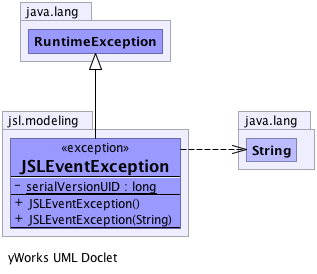 java.lang
RuntimeException
jsl.modeling
java.lang
«exception»
JSLEventException
String
- serialVersionUID : long
+ JSLEventException()
+ JSLEventException(String)
yWorks UML Doclet